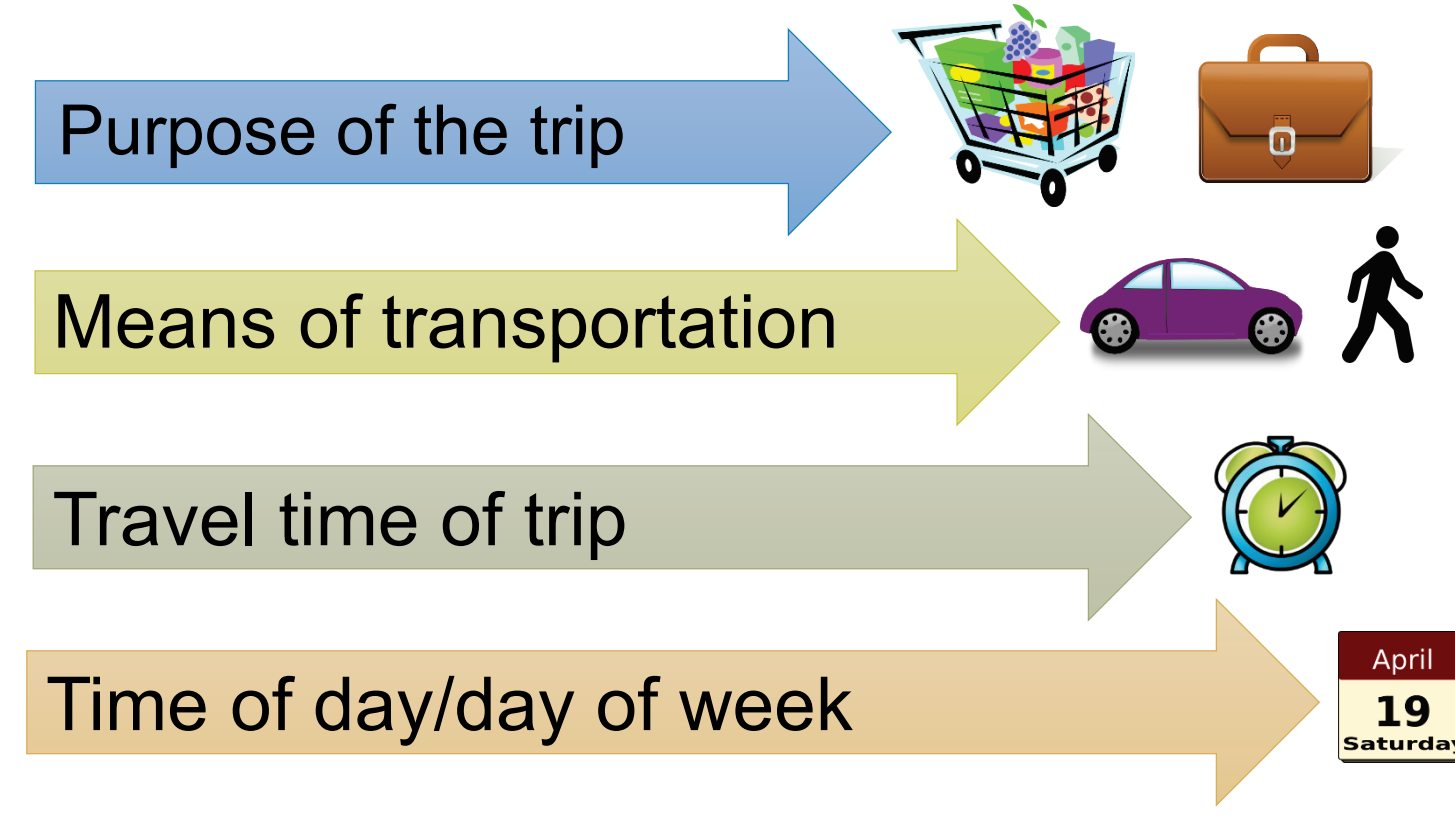 Purpose of the trip
Means of transportation
Travel time of trip
Time of day/day of week
April
19
Saturday